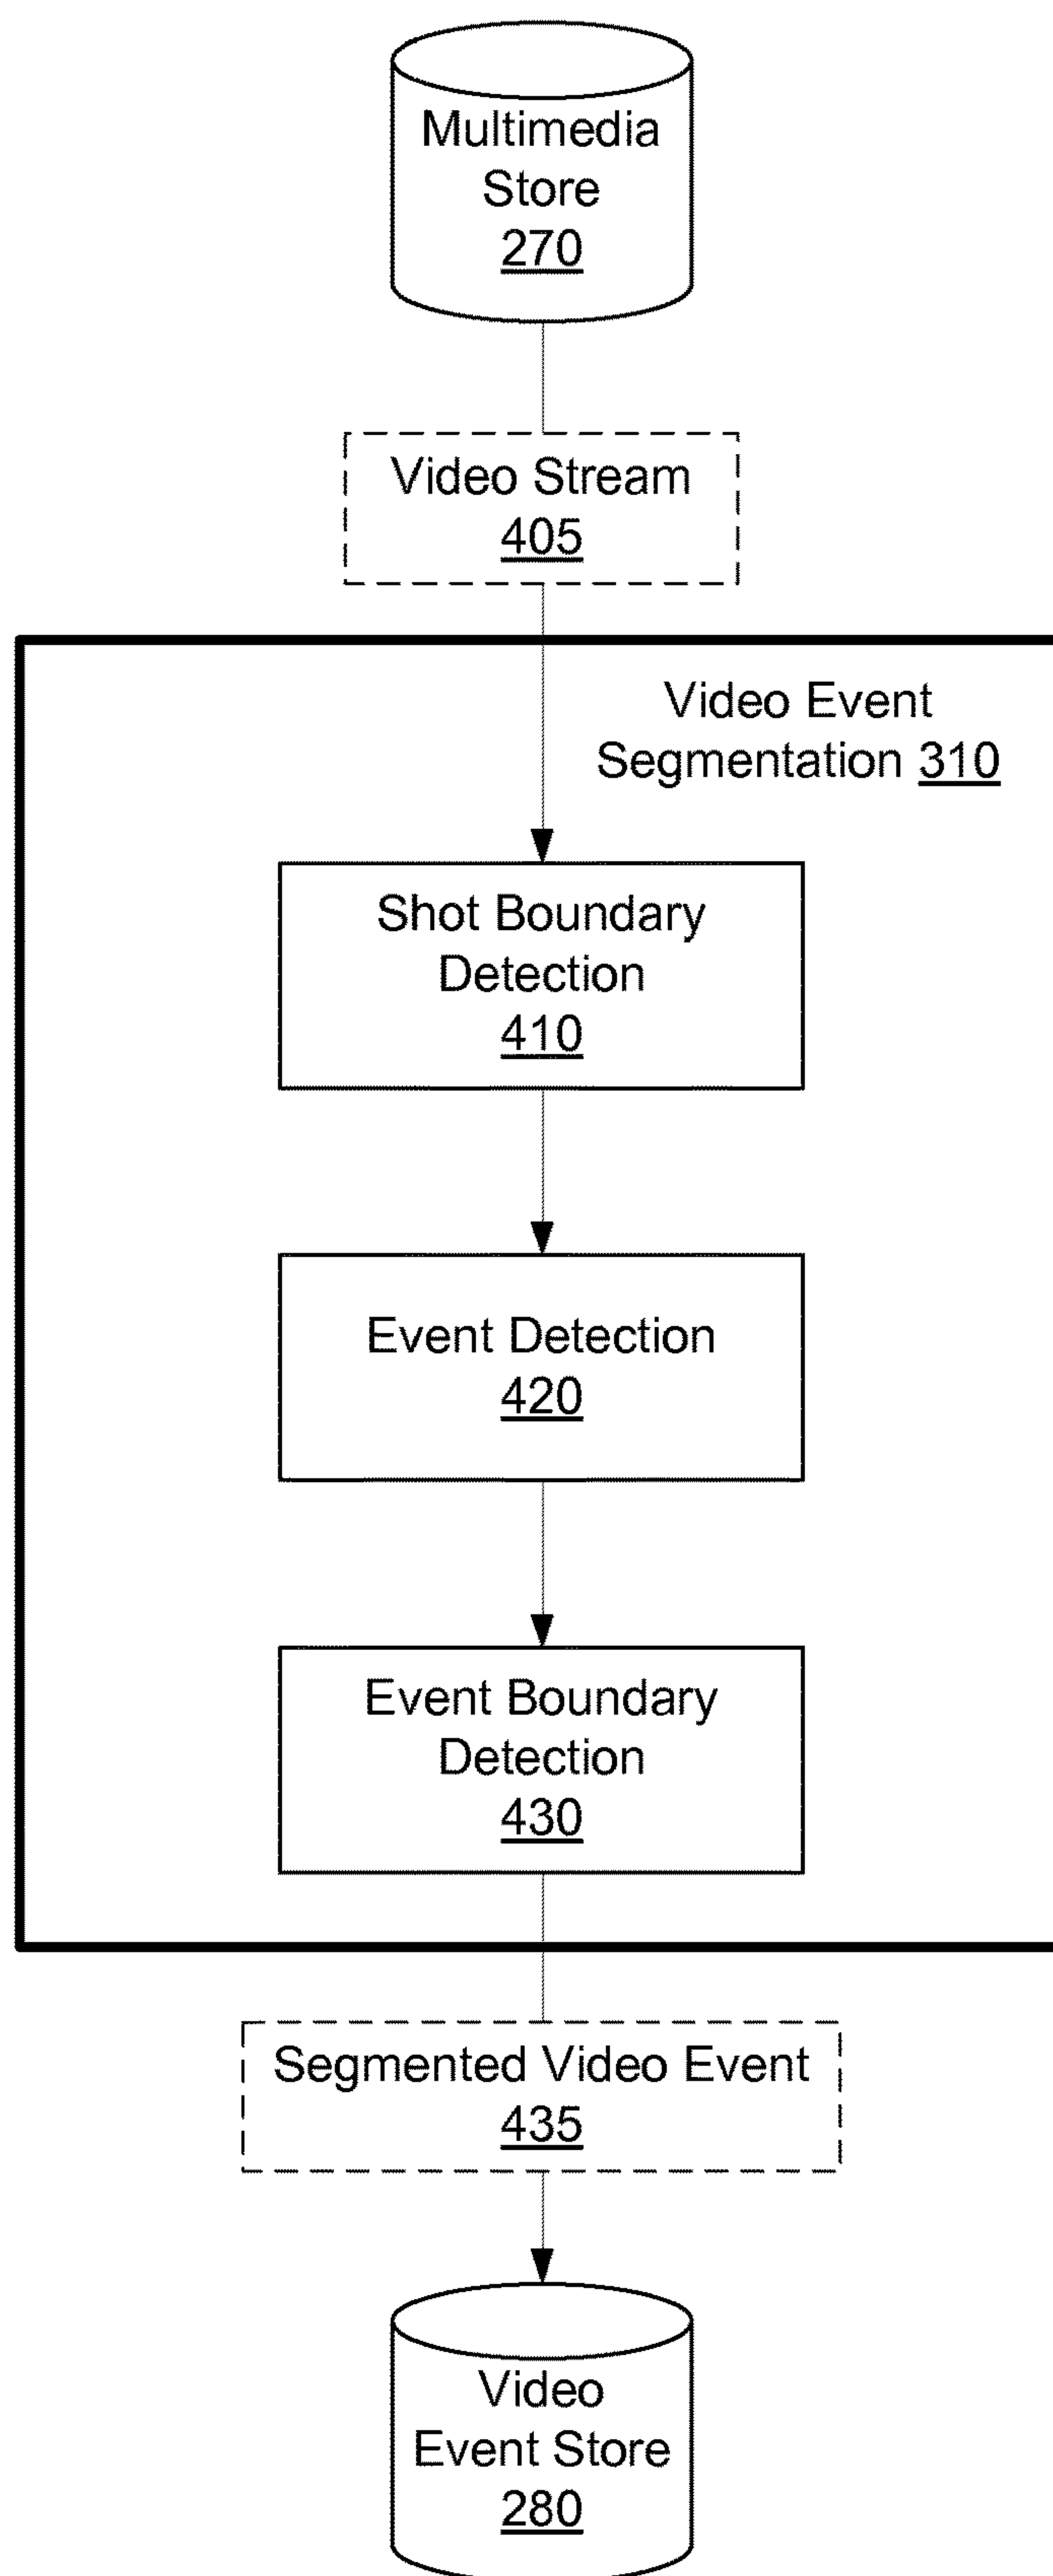 Multimedia
Store
270
Video Stream
405
Video Event
Segmentation 310
Shot Boundary
Detection
410
Event Detection
420
Event Boundary
Detection
430
Segmented Video Event
435
Video
Event Store
280